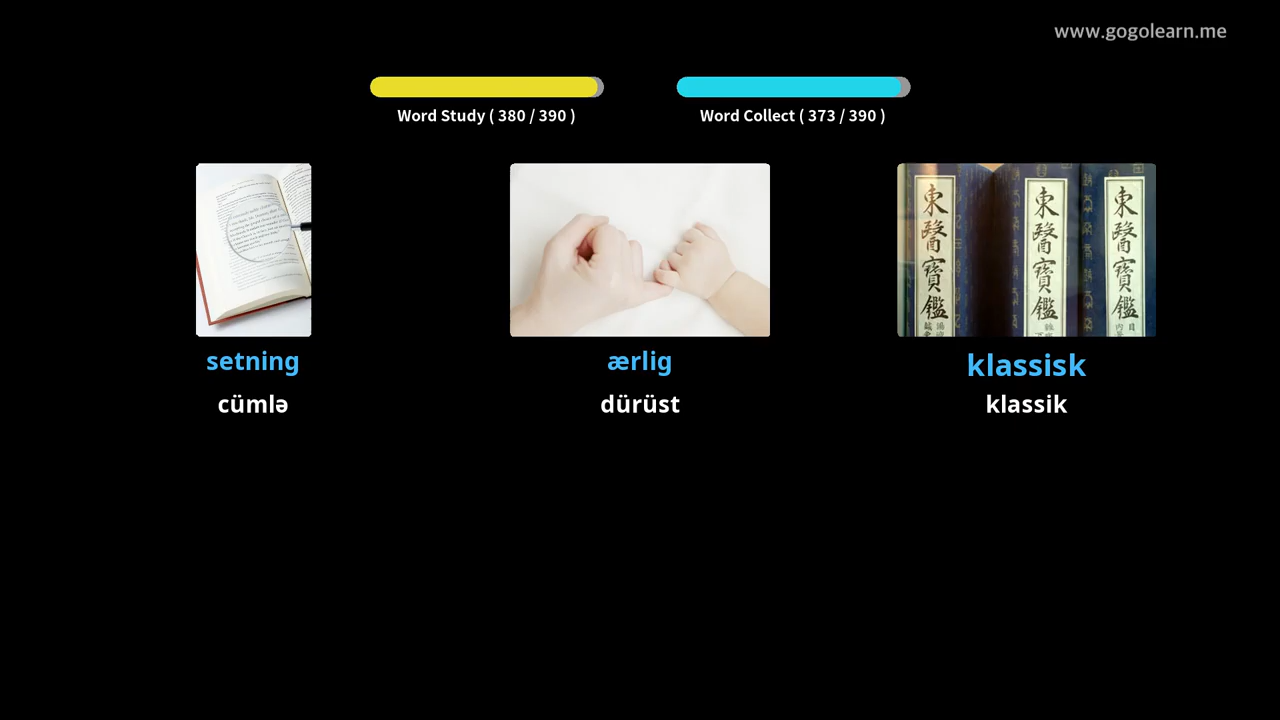 www.gogolearn.me
Word Study ( 380 / 390 )
Word Collect ( 373 / 390 )
東醫寶鑑
東醫寶鑑
東醫寶鑑
setning
ærlig
klassisk
cümlə
dürüst
klassik